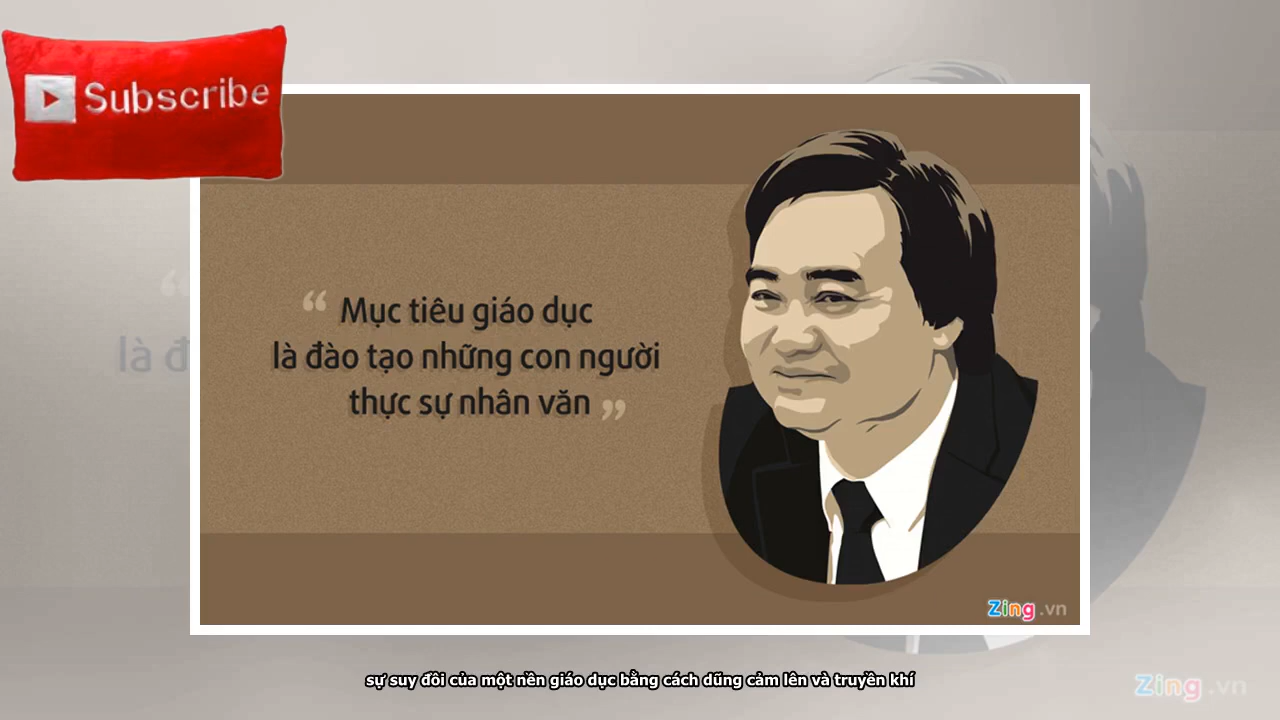 Subscribe
“ Mục tiêu giáo dục
là đào tạo những con người
thực sự nhân văn ”
Zing.vn
là đ
Zing.vn
sự suy đồi của một nền giáo dục bằng cách dũng cảm lên và truyền khí